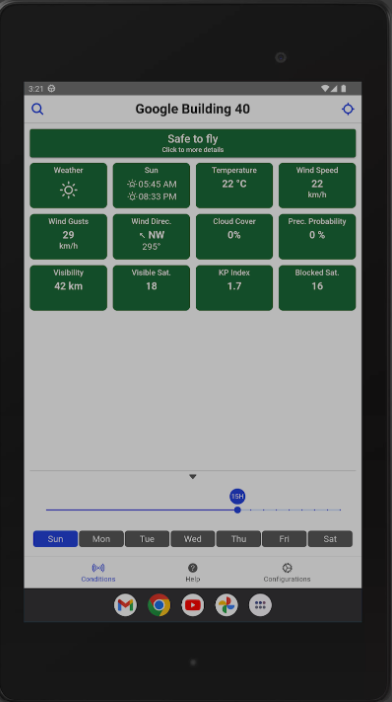 3:21
Google Building 40
Safe to fly
Click to more details
Weather
Sun
05:45 AM
08:33 PM
Temperature
22 °C
Wind Speed
22
km/h
Wind Gusts
29
km/h
Wind Direc.
↖ NW
295°
Cloud Cover
0%
Prec. Probability
0 %
Visibility
42 km
Visible Sat.
18
KP Index
1.7
Blocked Sat.
16
15H
Sun Mon Tue Wed Thu Fri Sat
Conditions Help Configurations